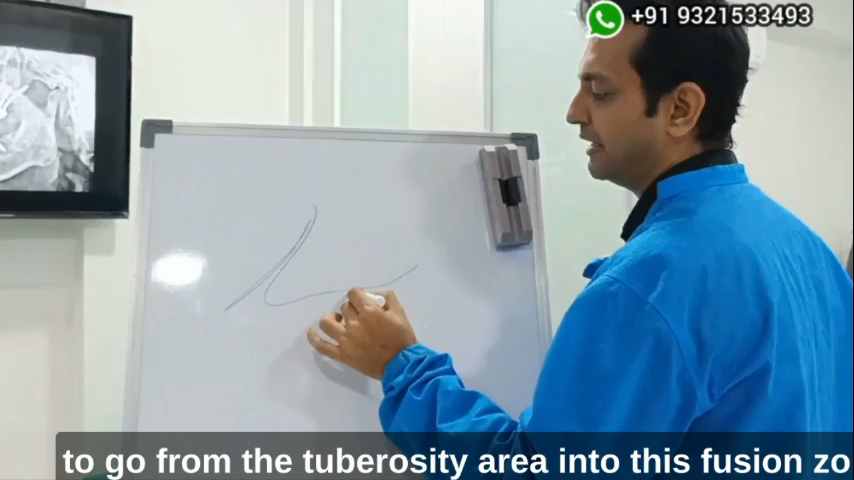 +91 9321533493
to go from the tuberosity area into this fusion zo